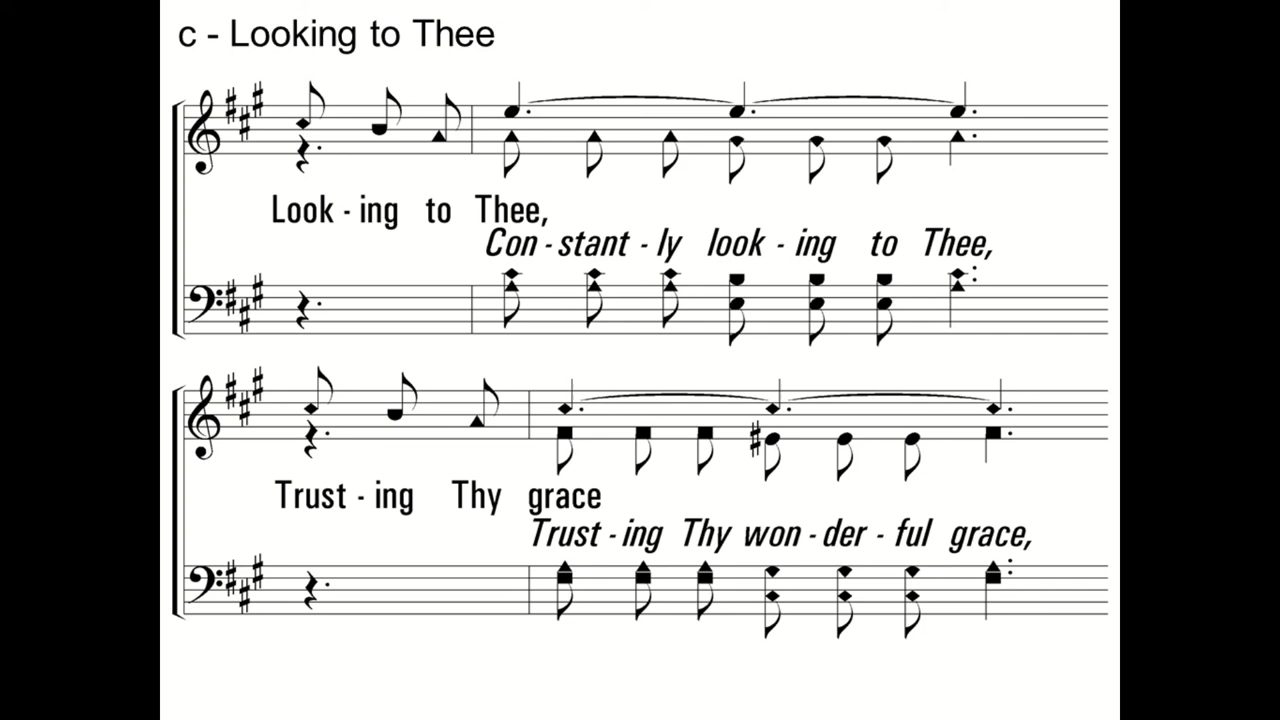 c - Looking to Thee
Look - ing to Thee,
Con - stant - ly look - ing to Thee,
Trust - ing Thy grace
Trust - ing Thy won - der - ful grace,